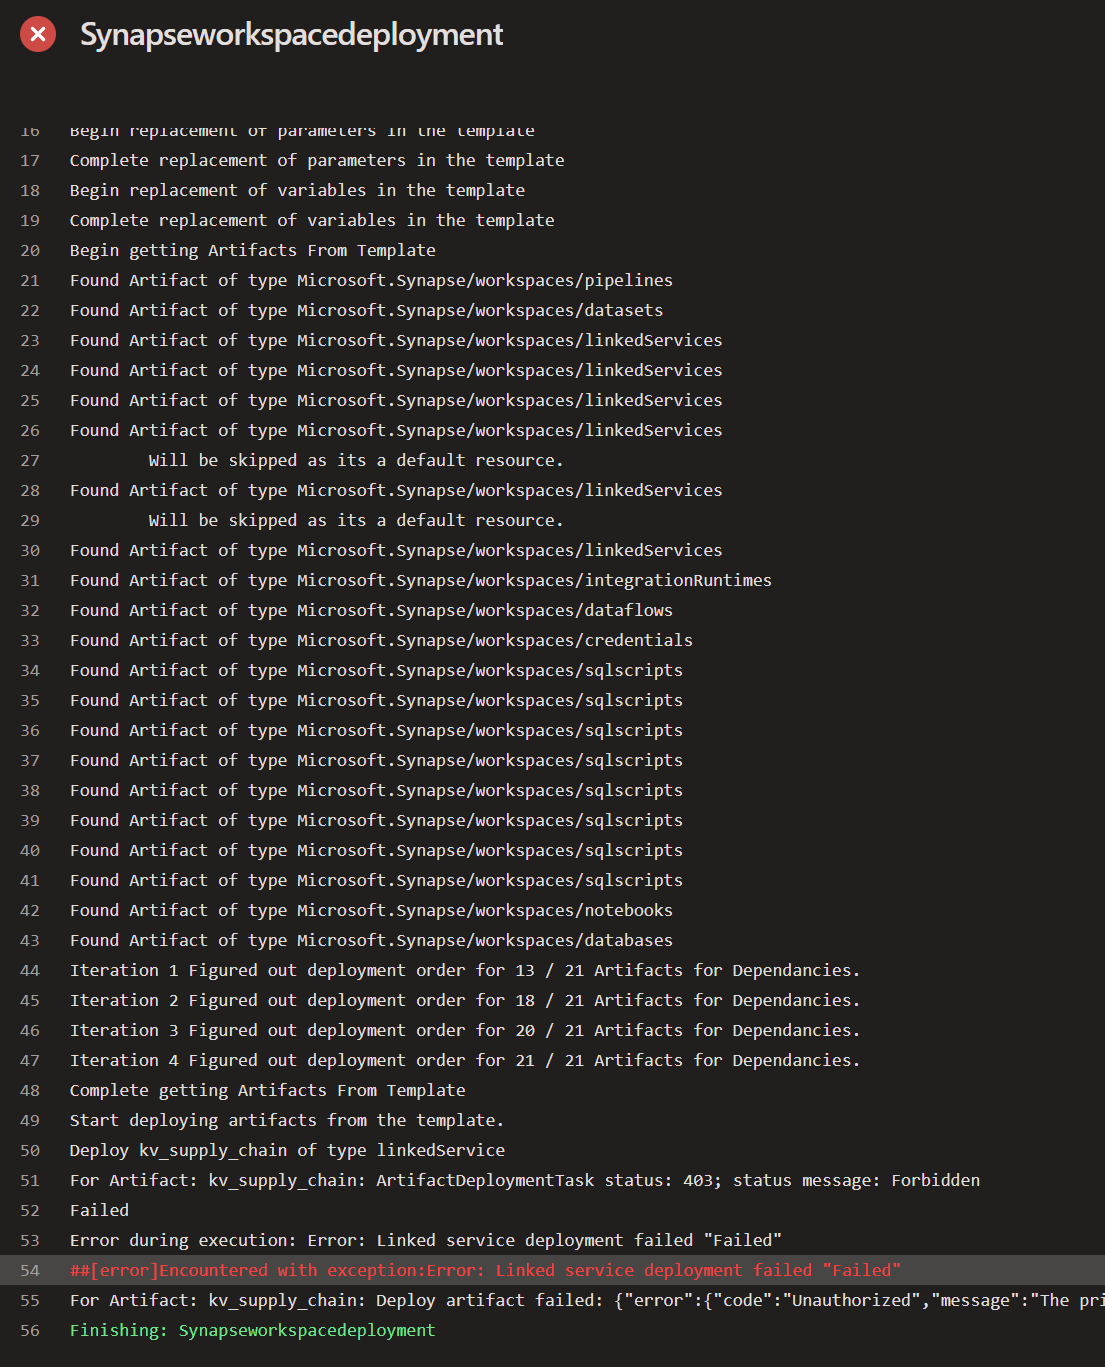 Synapseworkspacedeployment
16 Begin replacement of parameters in the template
17 Complete replacement of parameters in the template
18 Begin replacement of variables in the template
19 Complete replacement of variables in the template
20 Begin getting Artifacts From Template
21 Found Artifact of type Microsoft.Synapse/workspaces/pipelines
22 Found Artifact of type Microsoft.Synapse/workspaces/datasets
23 Found Artifact of type Microsoft.Synapse/workspaces/linkedServices
24 Found Artifact of type Microsoft.Synapse/workspaces/linkedServices
25 Found Artifact of type Microsoft.Synapse/workspaces/linkedServices
26 Found Artifact of type Microsoft.Synapse/workspaces/linkedServices
27 Will be skipped as its a default resource.
28 Found Artifact of type Microsoft.Synapse/workspaces/linkedServices
29 Will be skipped as its a default resource.
30 Found Artifact of type Microsoft.Synapse/workspaces/linkedServices
31 Found Artifact of type Microsoft.Synapse/workspaces/integrationRuntimes
32 Found Artifact of type Microsoft.Synapse/workspaces/dataflows
33 Found Artifact of type Microsoft.Synapse/workspaces/credentials
34 Found Artifact of type Microsoft.Synapse/workspaces/sqlscripts
35 Found Artifact of type Microsoft.Synapse/workspaces/sqlscripts
36 Found Artifact of type Microsoft.Synapse/workspaces/sqlscripts
37 Found Artifact of type Microsoft.Synapse/workspaces/sqlscripts
38 Found Artifact of type Microsoft.Synapse/workspaces/sqlscripts
39 Found Artifact of type Microsoft.Synapse/workspaces/sqlscripts
40 Found Artifact of type Microsoft.Synapse/workspaces/sqlscripts
41 Found Artifact of type Microsoft.Synapse/workspaces/sqlscripts
42 Found Artifact of type Microsoft.Synapse/workspaces/notebooks
43 Found Artifact of type Microsoft.Synapse/workspaces/databases
44 Iteration 1 Figured out deployment order for 13 / 21 Artifacts for Dependancies.
45 Iteration 2 Figured out deployment order for 18 / 21 Artifacts for Dependancies.
46 Iteration 3 Figured out deployment order for 20 / 21 Artifacts for Dependancies.
47 Iteration 4 Figured out deployment order for 21 / 21 Artifacts for Dependancies.
48 Complete getting Artifacts From Template
49 Start deploying artifacts from the template.
50 Deploy kv_supply_chain of type linkedService
51 For Artifact: kv_supply_chain: ArtifactDeploymentTask status: 403; status message: Forbidden
52 Failed
53 Error during execution: Error: Linked service deployment failed "Failed"
54 ##[error]Encountered with exception:Error: Linked service deployment failed "Failed"
55 For Artifact: kv_supply_chain: Deploy artifact failed: {"error":{"code":"Unauthorized","message":"The pri
56 Finishing: Synapseworkspacedeployment